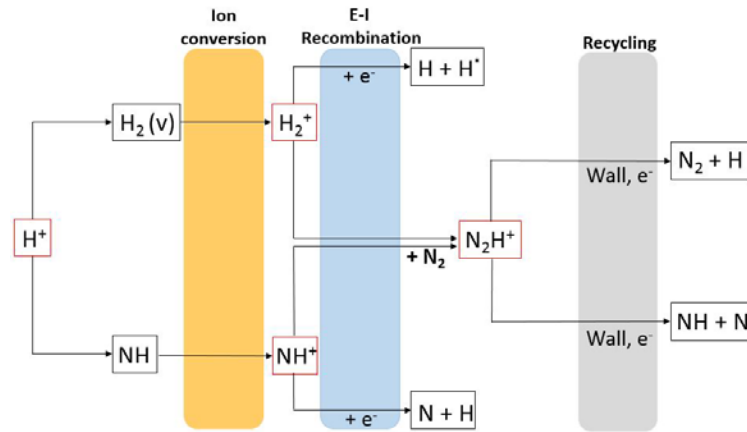 Ion
conversion
E-I
Recombination
Recycling
H + H*
+ e-
H₂ (v)
H₂⁺
N₂ + H
Wall, e-
H⁺
N₂H⁺
+ N₂
NH
NH⁺
NH + N
Wall, e-
N + H
+ e-